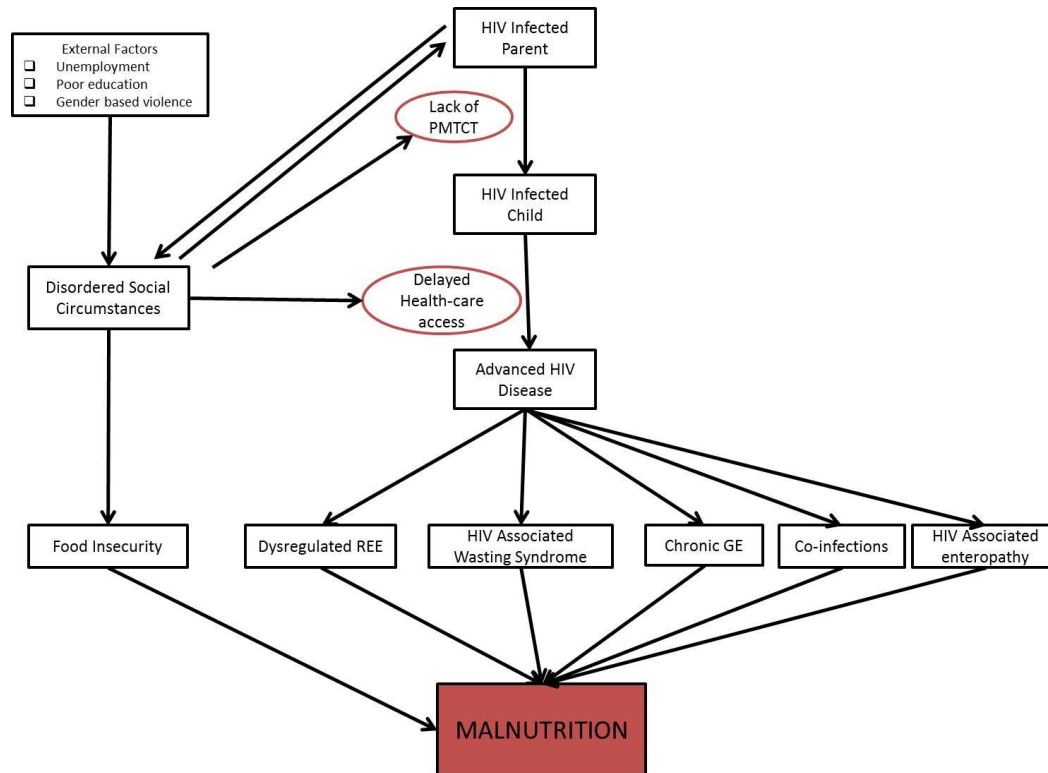 External Factors
Unemployment
Poor education
Gender based violence
HIV Infected
Parent
Lack of
PMTCT
HIV Infected
Child
Disordered Social
Circumstances
Delayed
Health-care
access
Advanced HIV
Disease
Food Insecurity
Dysregulated REE
HIV Associated
Wasting Syndrome
Chronic GE
Co-infections
HIV Associated
enteropathy
MALNUTRITION